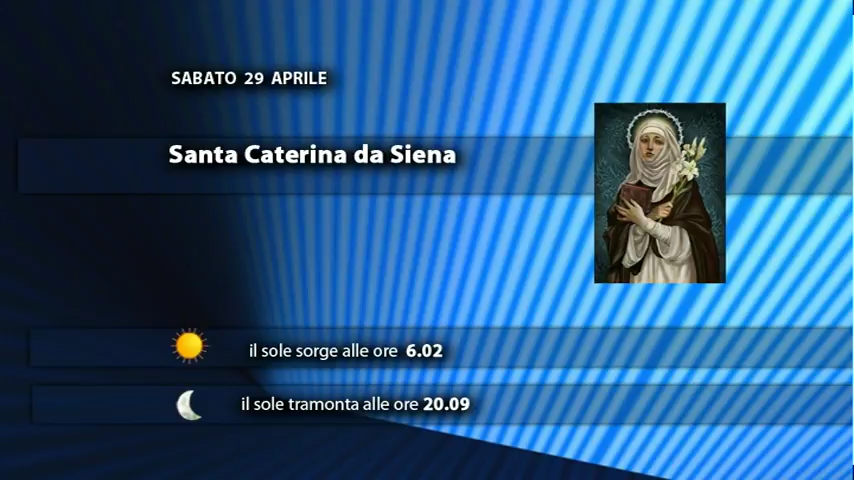 SABATO 29 APRILE
Santa Caterina da Siena
il sole sorge alle ore 6.02
il sole tramonta alle ore 20.09